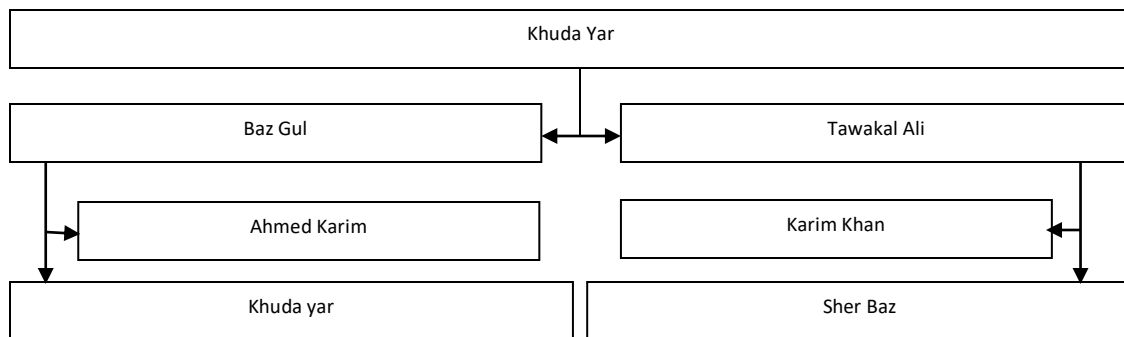 Khuda Yar
Baz Gul
Tawakal Ali
Ahmed Karim
Karim Khan
Khuda yar
Sher Baz